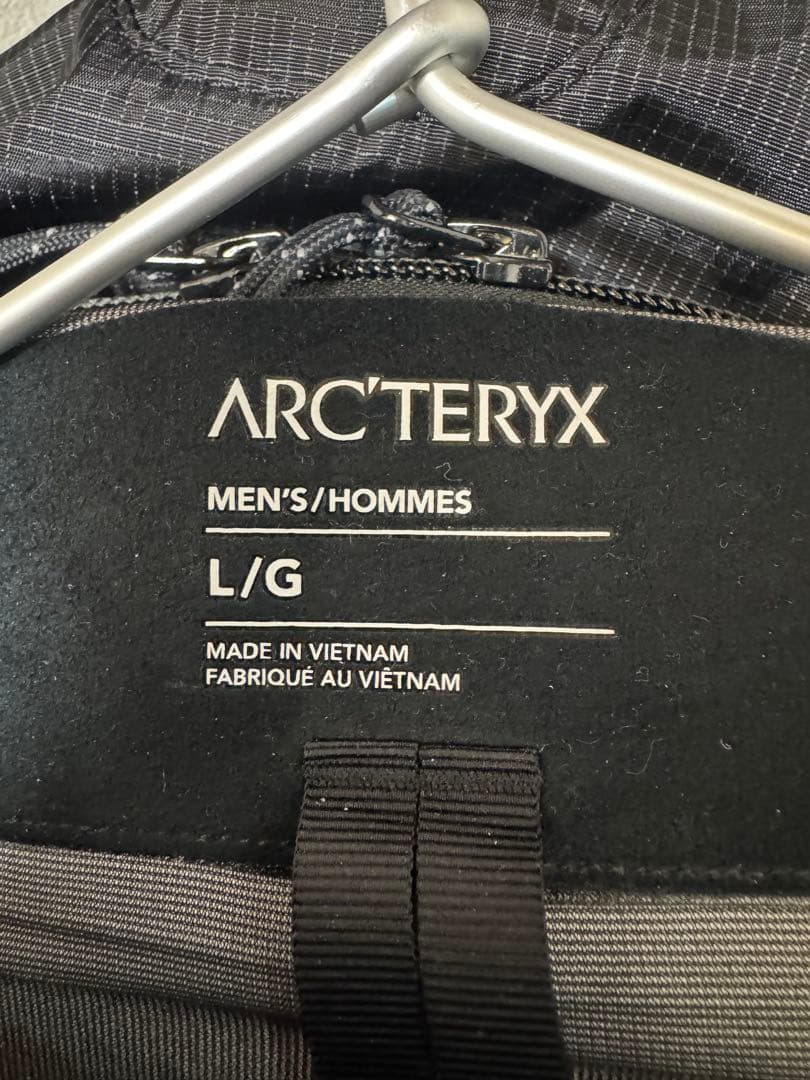 ARC'TERYX
MEN'S/HOMMES
L/G
MADE IN VIETNAM
FABRIQUÉ AU VIÊTNAM